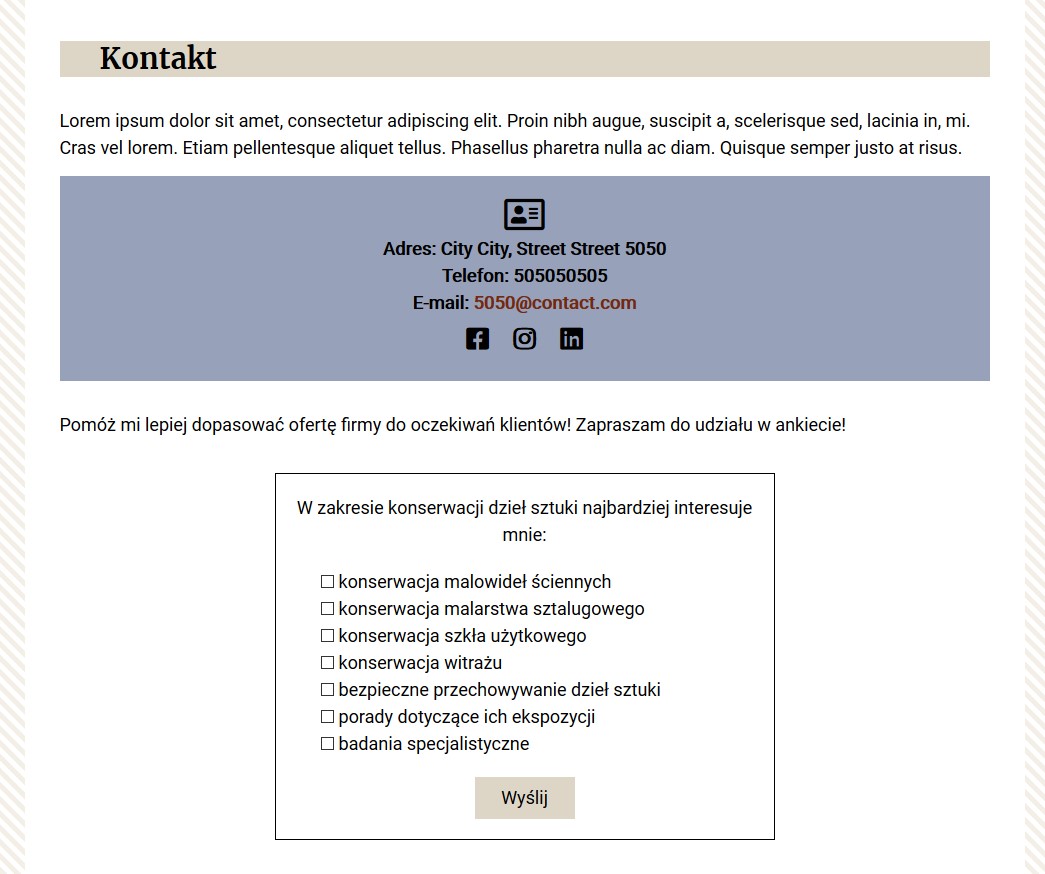 Kontakt
Lorem ipsum dolor sit amet, consectetur adipiscing elit. Proin nibh augue, suscipit a, scelerisque sed, lacinia in, mi.
Cras vel lorem. Etiam pellentesque aliquet tellus. Phasellus pharetra nulla ac diam. Quisque semper justo at risus.
Adres: City City, Street Street 5050
Telefon: 505050505
E-mail: 5050@contact.com
Pomóż mi lepiej dopasować ofertę firmy do oczekiwań klientów! Zapraszam do udziału w ankiecie!
W zakresie konserwacji dzieł sztuki najbardziej interesuje
mnie:
konserwacja malowideł ściennych
konserwacja malarstwa sztalugowego
konserwacja szkła użytkowego
konserwacja witrażu
bezpieczne przechowywanie dzieł sztuki
porady dotyczące ich ekspozycji
badania specjalistyczne
Wyślij